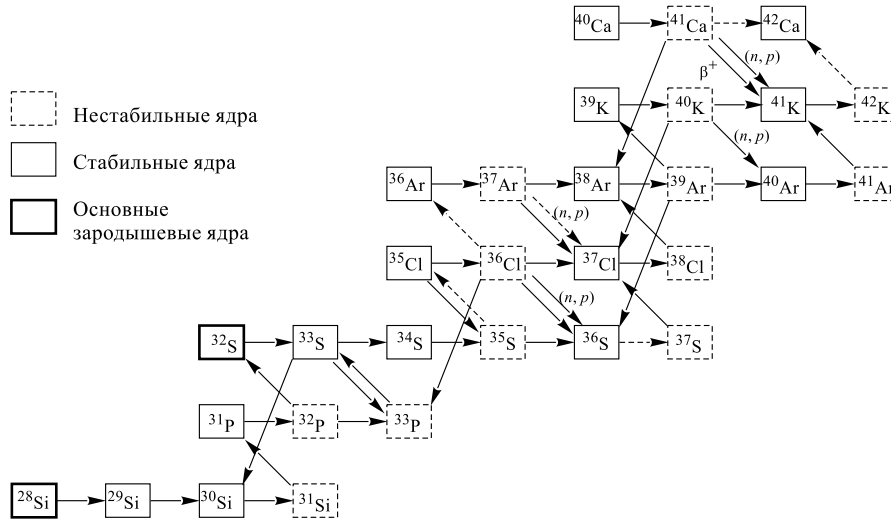 ⁴⁰Ca ⁴¹Ca ⁴²Ca
(n, p)
β⁺
³⁹K ⁴⁰K ⁴¹K ⁴²K
Нестабильные ядра
(n, p)
Стабильные ядра
³⁶Ar ³⁷Ar ³⁸Ar ³⁹Ar ⁴⁰Ar ⁴¹Ar
Основные
зародышевые ядра
(n, p)
³⁵Cl ³⁶Cl ³⁷Cl ³⁸Cl
(n, p)
³²S ³³S ³⁴S ³⁵S ³⁶S ³⁷S
³¹P ³²P ³³P
²⁸Si ²⁹Si ³⁰Si ³¹Si